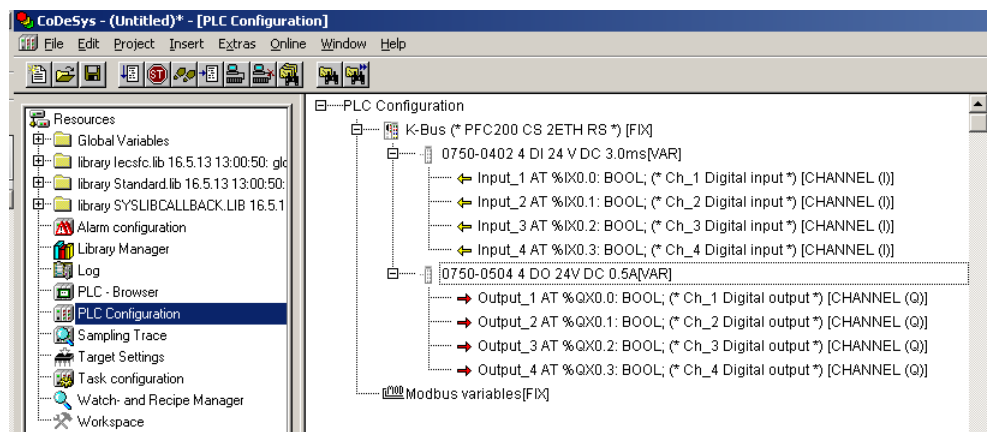 CoDeSys - (Untitled)* - [PLC Configuration]
File Edit Project Insert Extras Online Window Help
Resources
Global Variables
library Iecsfc.lib 16.5.13 13:00:50: glo
library Standard.lib 16.5.13 13:00:50:
library SYSLIBCALLBACK.LIB 16.5.1
Alarm configuration
Library Manager
Log
PLC - Browser
PLC Configuration
Sampling Trace
Target Settings
Task configuration
Watch- and Recipe Manager
Workspace
PLC Configuration
K-Bus (* PFC200 CS 2ETH RS *) [FIX]
0750-0402 4 DI 24 V DC 3.0ms[VAR]
Input_1 AT %IX0.0: BOOL; (* Ch_1 Digital input *) [CHANNEL (I)]
Input_2 AT %IX0.1: BOOL; (* Ch_2 Digital input *) [CHANNEL (I)]
Input_3 AT %IX0.2: BOOL; (* Ch_3 Digital input *) [CHANNEL (I)]
Input_4 AT %IX0.3: BOOL; (* Ch_4 Digital input *) [CHANNEL (I)]
0750-0504 4 DO 24V DC 0.5A[VAR]
Output_1 AT %QX0.0: BOOL; (* Ch_1 Digital output *) [CHANNEL (Q)]
Output_2 AT %QX0.1: BOOL; (* Ch_2 Digital output *) [CHANNEL (Q)]
Output_3 AT %QX0.2: BOOL; (* Ch_3 Digital output *) [CHANNEL (Q)]
Output_4 AT %QX0.3: BOOL; (* Ch_4 Digital output *) [CHANNEL (Q)]
Modbus variables[FIX]